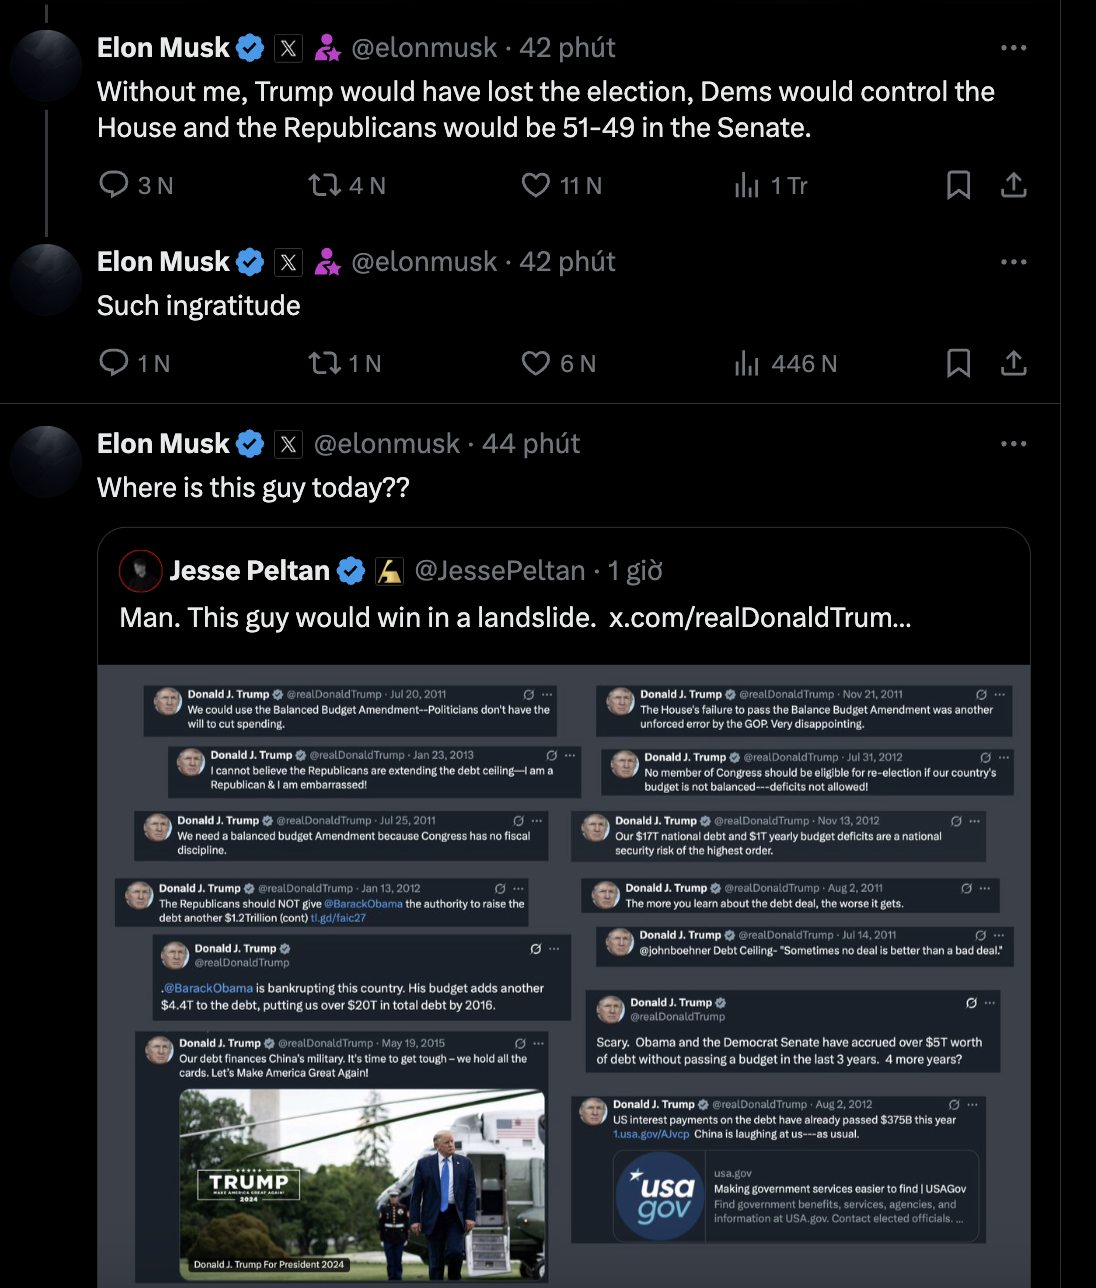 Elon Musk @elonmusk · 42 phút
Without me, Trump would have lost the election, Dems would control the
House and the Republicans would be 51-49 in the Senate.
3 N 4 N 11 N 1 Tr
Elon Musk @elonmusk · 42 phút
Such ingratitude
1 N 1 N 6 N 446 N
Elon Musk @elonmusk · 44 phút
Where is this guy today??
Jesse Peltan @JessePeltan · 1 giờ
Man. This guy would win in a landslide. x.com/realDonaldTrum...
Donald J. Trump @realDonaldTrump · Jul 20, 2011
We could use the Balanced Budget Amendment--Politicians don't have the
will to cut spending.
Donald J. Trump @realDonaldTrump · Nov 21, 2011
The House's failure to pass the Balance Budget Amendment was another
unforced error by the GOP. Very disappointing.
Donald J. Trump @realDonaldTrump · Jan 23, 2013
I cannot believe the Republicans are extending the debt ceiling—I am a
Republican & I am embarrassed!
Donald J. Trump @realDonaldTrump · Jul 31, 2012
No member of Congress should be eligible for re-election if our country's
budget is not balanced---deficits not allowed!
Donald J. Trump @realDonaldTrump · Jul 25, 2011
We need a balanced budget Amendment because Congress has no fiscal
discipline.
Donald J. Trump @realDonaldTrump · Nov 13, 2012
Our $17T national debt and $1T yearly budget deficits are a national
security risk of the highest order.
Donald J. Trump @realDonaldTrump · Jan 13, 2012
The Republicans should NOT give @BarackObama the authority to raise the
debt another $1.2Trillion (cont) tl.gd/faic27
Donald J. Trump @realDonaldTrump · Aug 2, 2011
The more you learn about the debt deal, the worse it gets.
Donald J. Trump @realDonaldTrump · Jul 14, 2011
@johnboehner Debt Ceiling- "Sometimes no deal is better than a bad deal."
Donald J. Trump
@realDonaldTrump
.@BarackObama is bankrupting this country. His budget adds another
$4.4T to the debt, putting us over $20T in total debt by 2016.
Donald J. Trump
@realDonaldTrump
Scary. Obama and the Democrat Senate have accrued over $5T worth
of debt without passing a budget in the last 3 years. 4 more years?
Donald J. Trump @realDonaldTrump · May 19, 2015
Our debt finances China's military. It's time to get tough – we hold all the
cards. Let's Make America Great Again!
TRUMP
MAKE AMERICA GREAT AGAIN!
2024
Donald J. Trump For President 2024
Donald J. Trump @realDonaldTrump · Aug 2, 2012
US interest payments on the debt have already passed $375B this year
1.usa.gov/AJvcp China is laughing at us---as usual.
usa
gov
usa.gov
Making government services easier to find | USAGov
Find government benefits, services, agencies, and
information at USA.gov. Contact elected officials. ...